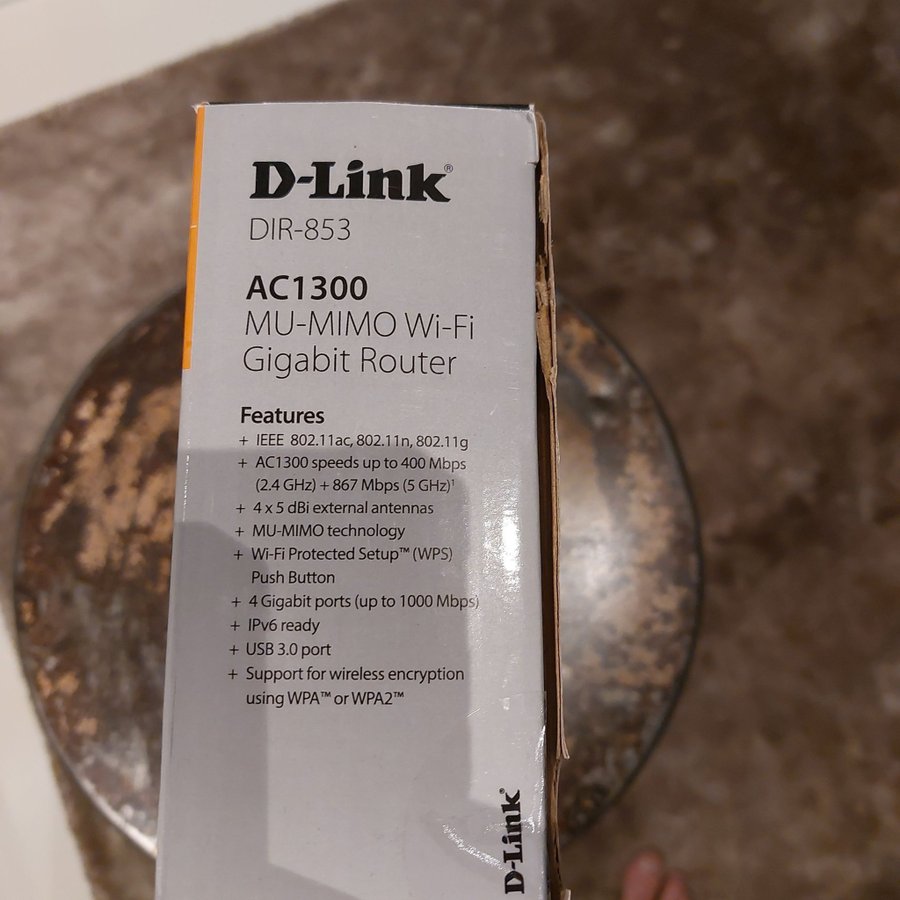 D-Link®
DIR-853
AC1300
MU-MIMO Wi-Fi
Gigabit Router
Features
+ IEEE 802.11ac, 802.11n, 802.11g
+ AC1300 speeds up to 400 Mbps
(2.4 GHz) + 867 Mbps (5 GHz)¹
+ 4 x 5 dBi external antennas
+ MU-MIMO technology
+ Wi-Fi Protected Setup™ (WPS)
Push Button
+ 4 Gigabit ports (up to 1000 Mbps)
+ IPv6 ready
+ USB 3.0 port
+ Support for wireless encryption
using WPA™ or WPA2™
D-Link®